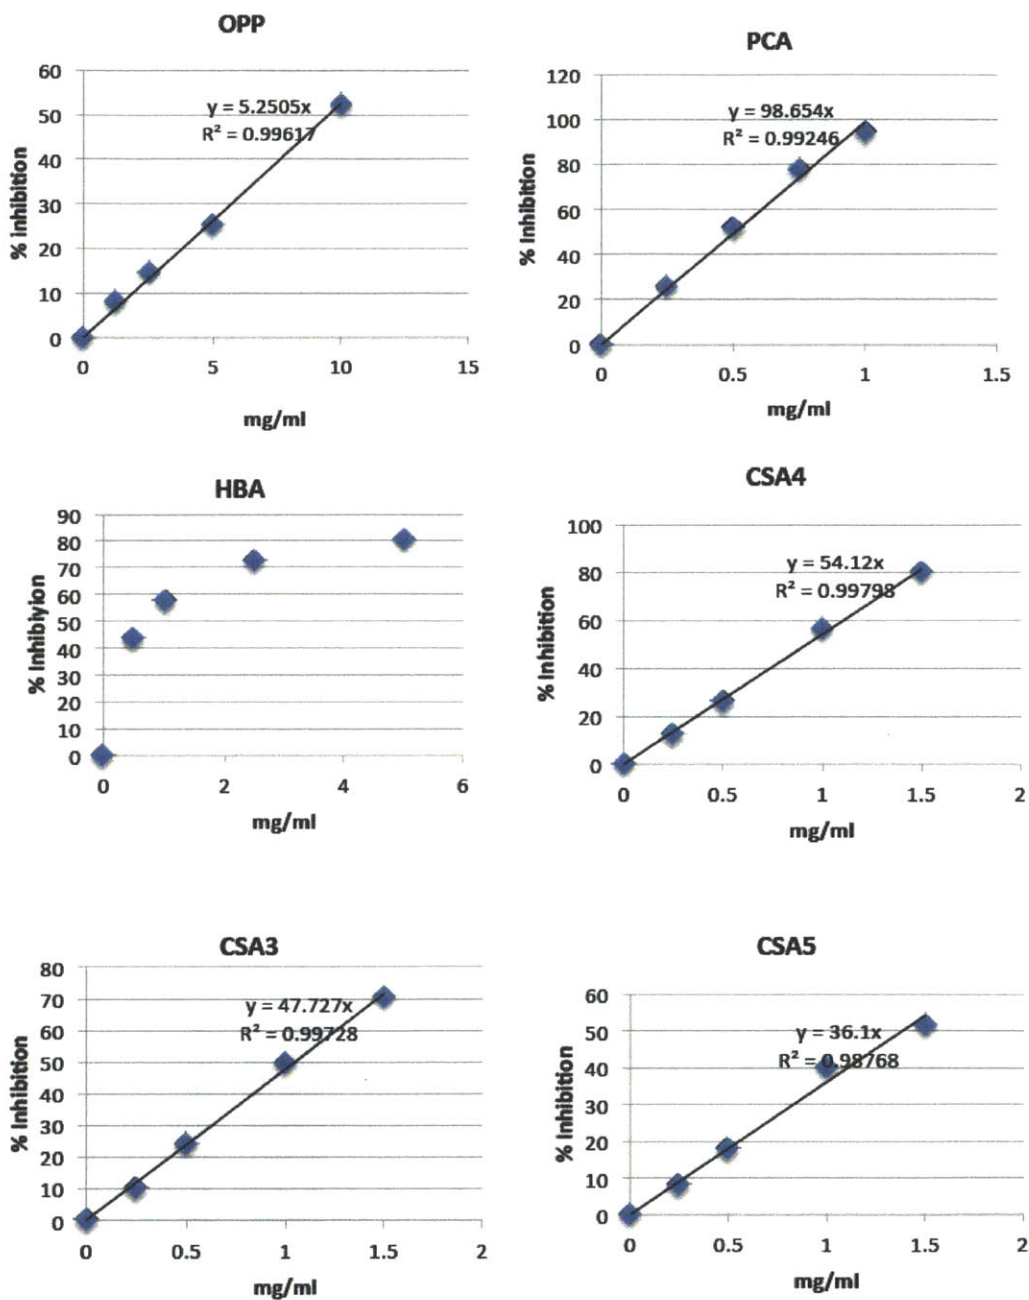 OPP
60
50
40
30
20
10
0
% inhibition
y = 5.2505x
R² = 0.99617
0 5 10 15
mg/ml
PCA
120
100
80
60
40
20
0
% Inhibition
y = 98.654x
R² = 0.99246
0 0.5 1 1.5
mg/ml
HBA
90
80
70
60
50
40
30
20
10
0
% Inhibiyion
0 2 4 6
mg/ml
CSA4
100
80
60
40
20
0
% Inhibition
y = 54.12x
R² = 0.99798
0 0.5 1 1.5 2
mg/ml
CSA3
80
70
60
50
40
30
20
10
0
% Inhibition
y = 47.727x
R² = 0.99728
0 0.5 1 1.5 2
mg/ml
CSA5
60
50
40
30
20
10
0
% Inhibition
y = 36.1x
R² = 0.98768
0 0.5 1 1.5 2
mg/ml